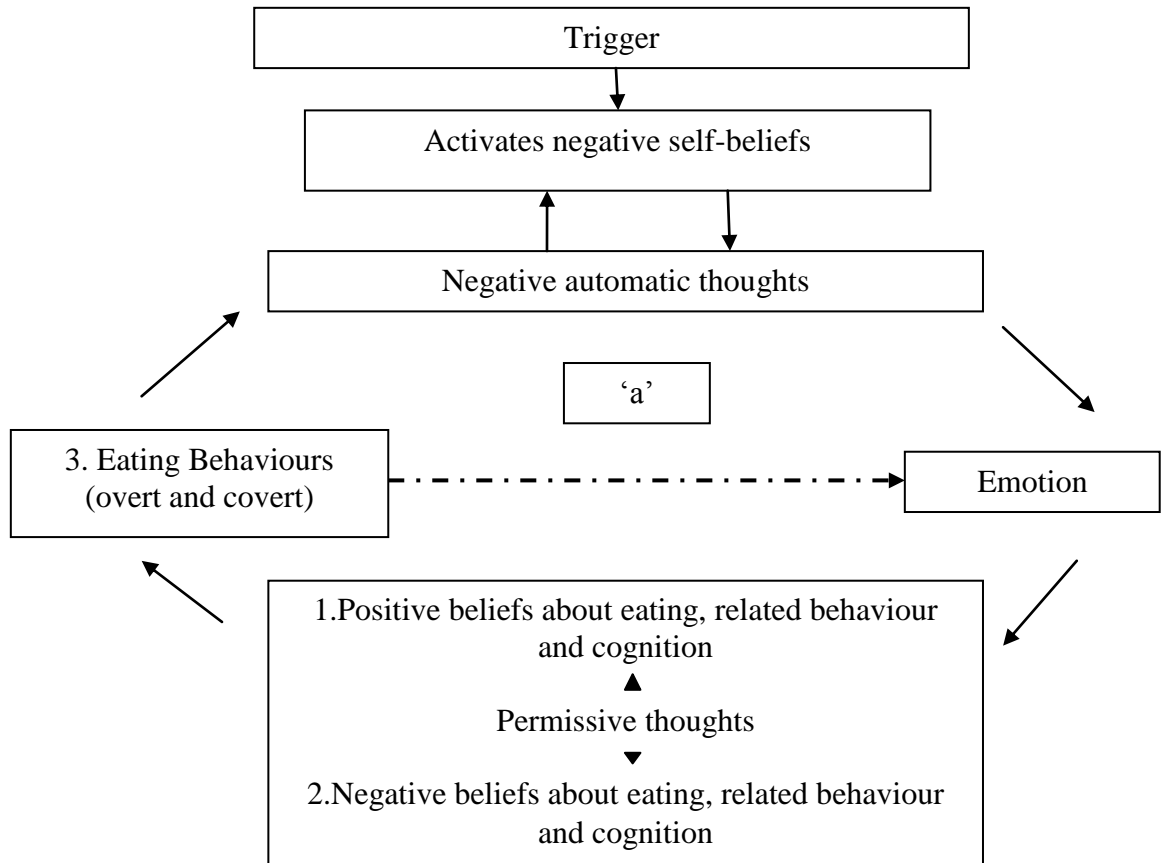 Trigger
Activates negative self-beliefs
Negative automatic thoughts
‘a’
3. Eating Behaviours
(overt and covert)
Emotion
1.Positive beliefs about eating, related behaviour
and cognition
Permissive thoughts
2.Negative beliefs about eating, related behaviour
and cognition